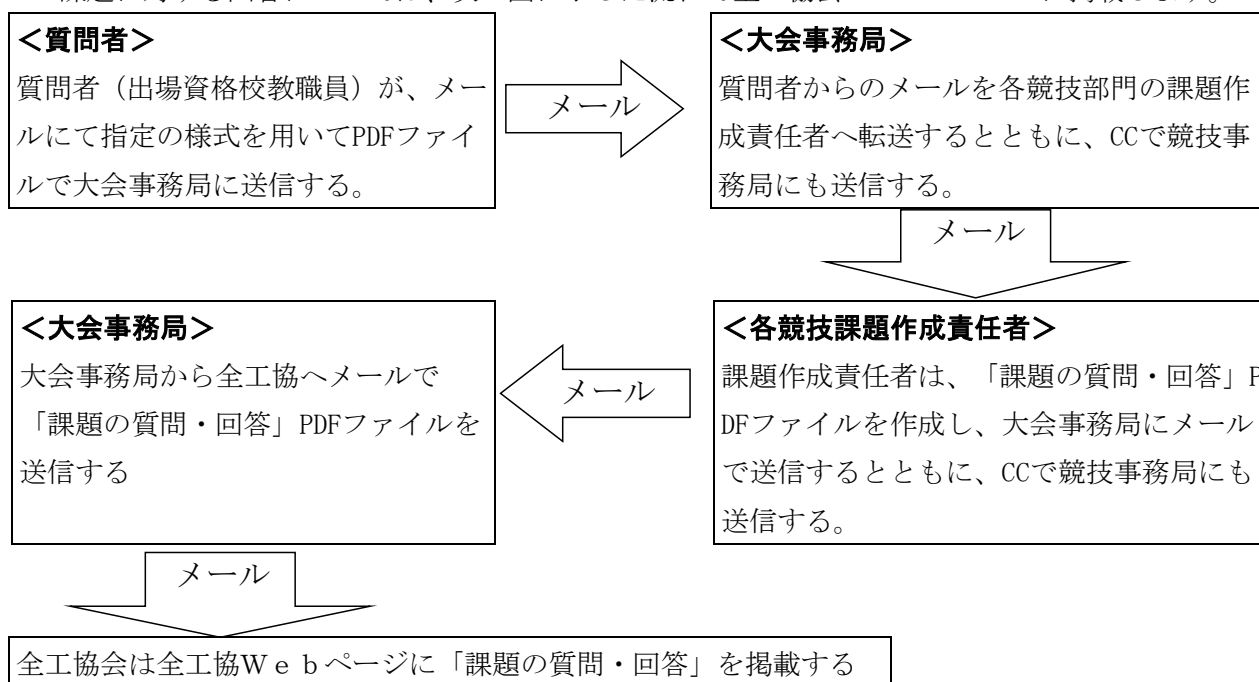 ＜質問者＞
質問者（出場資格校教職員）が、メー
ルにて指定の様式を用いてPDFファイ
ルで大会事務局に送信する。
メール
＜大会事務局＞
質問者からのメールを各競技部門の課題作
成責任者へ転送するとともに、CCで競技事
務局にも送信する。
メール
＜各競技課題作成責任者＞
課題作成責任者は、「課題の質問・回答」P
DFファイルを作成し、大会事務局にメール
で送信するとともに、CCで競技事務局にも
送信する。
メール
＜大会事務局＞
大会事務局から全工協へメールで
「課題の質問・回答」PDFファイルを
送信する
メール
全工協会は全工協Ｗｅｂページに「課題の質問・回答」を掲載する